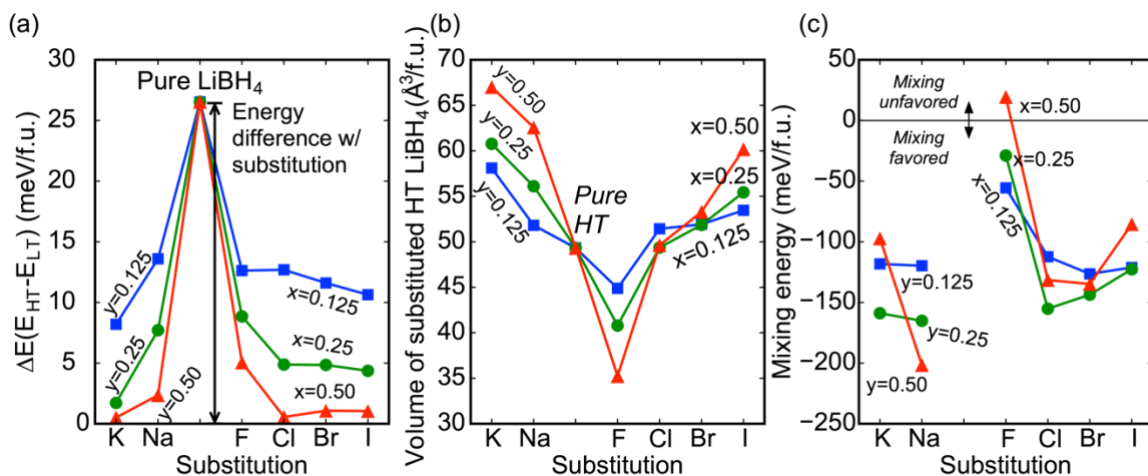 (a)
30
25
20
15
10
5
0
ΔE(E_HT-E_LT) (meV/f.u.)
Pure LiBH₄
Energy
difference w/
substitution
y=0.125
y=0.25
y=0.50
x=0.125
x=0.25
x=0.50
K Na F Cl Br I
Substitution
(b)
70
65
60
55
50
45
40
35
30
Volume of substituted HT LiBH₄(Å³/f.u.)
y=0.50
y=0.25
y=0.125
Pure
HT
x=0.50
x=0.25
x=0.125
K Na F Cl Br I
Substitution
(c)
50
0
−50
−100
−150
−200
−250
Mixing energy (meV/f.u.)
Mixing
unfavored
Mixing
favored
x=0.50
x=0.25
x=0.125
y=0.125
y=0.25
y=0.50
K Na F Cl Br I
Substitution